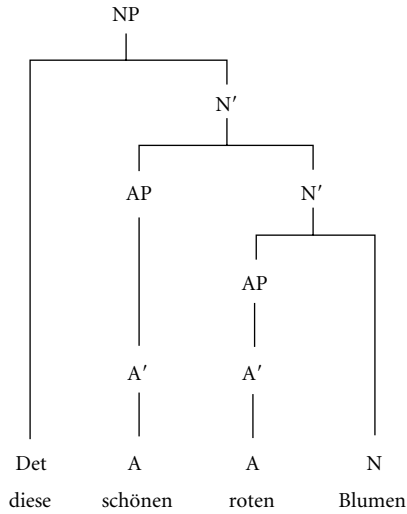 NP
N′
AP N′
AP
A′ A′
Det A A N
diese schönen roten Blumen